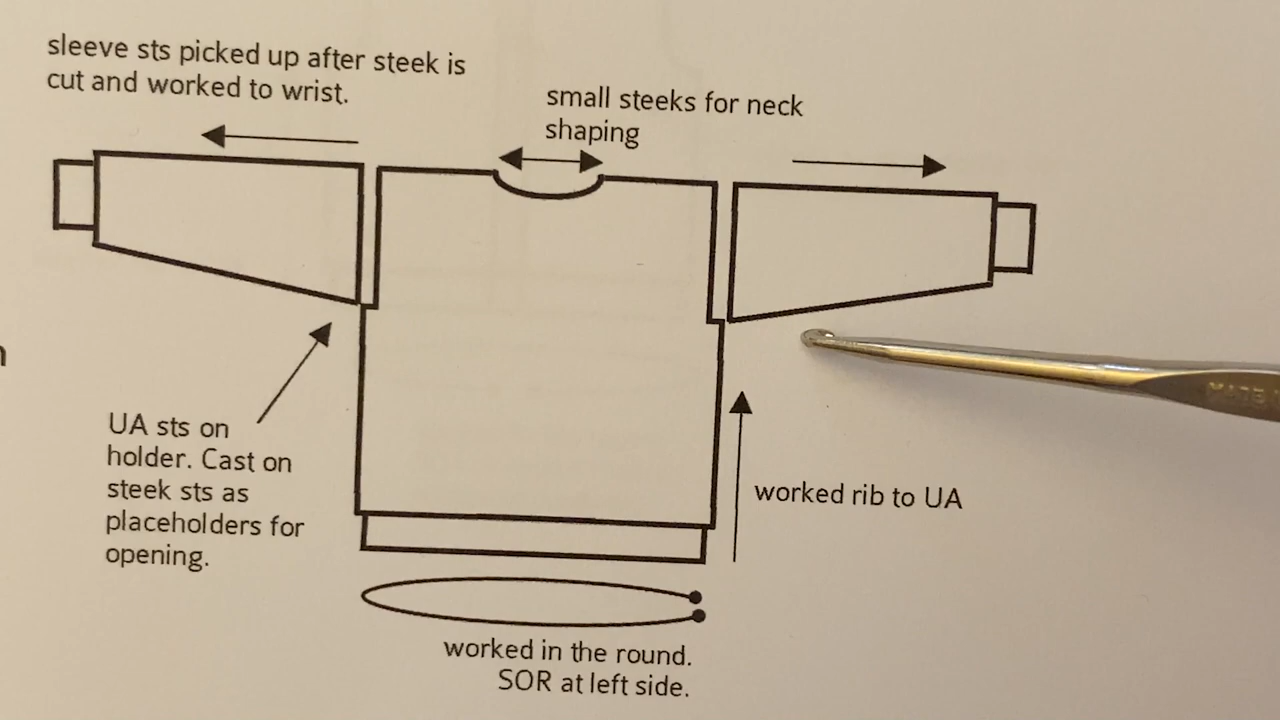 sleeve sts picked up after steek is
cut and worked to wrist.
small steeks for neck
shaping
UA sts on
holder. Cast on
steek sts as
placeholders for
opening.
worked rib to UA
worked in the round.
SOR at left side.